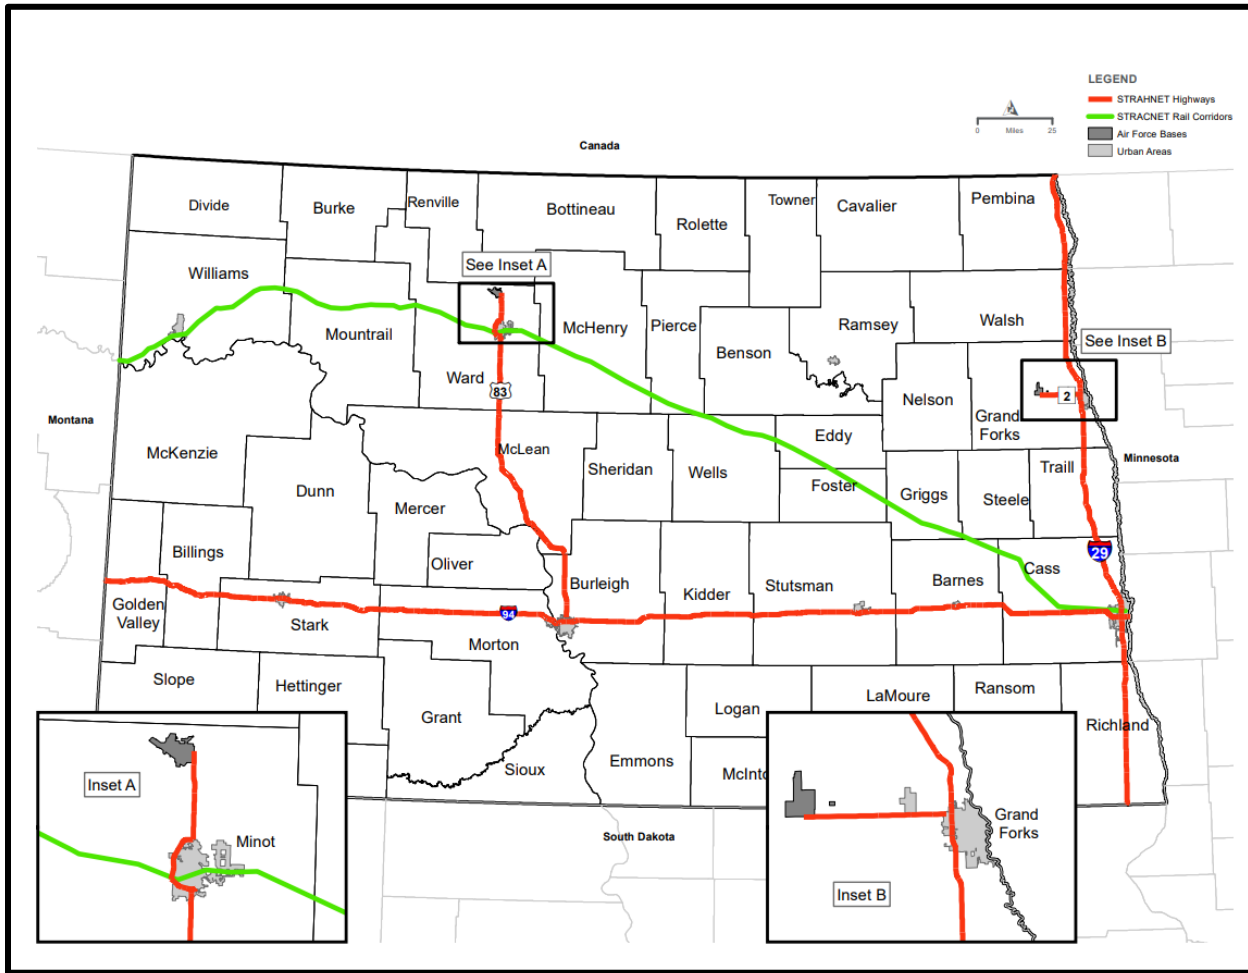 LEGEND
STRAHNET Highways
STRACNET Rail Corridors
Air Force Bases
Urban Areas
0 Miles 25
Canada
Divide
Burke
Renville
Bottineau
Rolette
Towner
Cavalier
Pembina
See Inset A
Williams
Mountrail
McHenry
Pierce
Benson
Ramsey
Walsh
See Inset B
Ward
83
Nelson
2
Grand
Forks
Montana
McKenzie
McLean
Sheridan
Wells
Eddy
Minnesota
Dunn
Mercer
Foster
Griggs
Steele
Traill
Billings
Oliver
Burleigh
Kidder
Stutsman
Barnes
Cass
29
Golden
Valley
Stark
94
Morton
Slope
Hettinger
Grant
Logan
LaMoure
Ransom
Richland
Sioux
Emmons
McInto
South Dakota
Inset A
Minot
Grand
Forks
Inset B